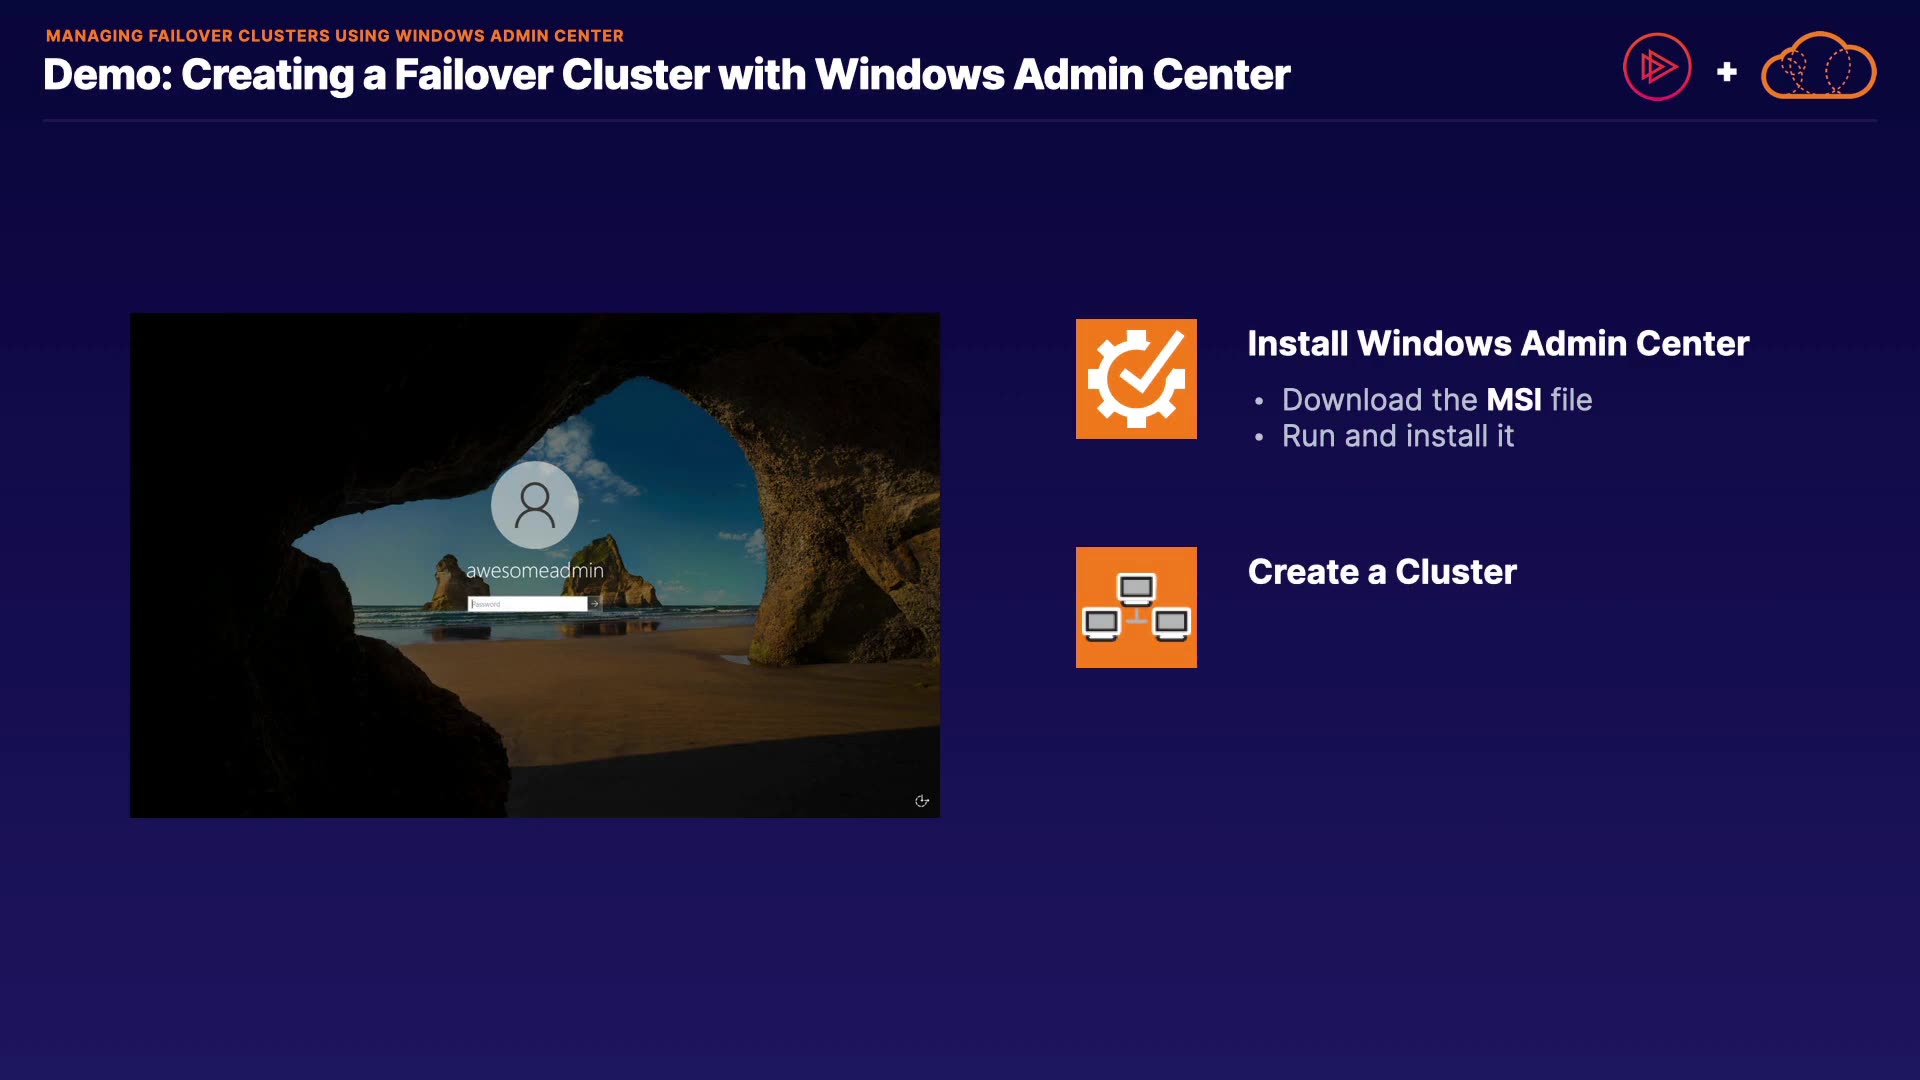 MANAGING FAILOVER CLUSTERS USING WINDOWS ADMIN CENTER
Demo: Creating a Failover Cluster with Windows Admin Center
+
awesomeadmin
Password
Install Windows Admin Center
• Download the MSI file
• Run and install it
Create a Cluster